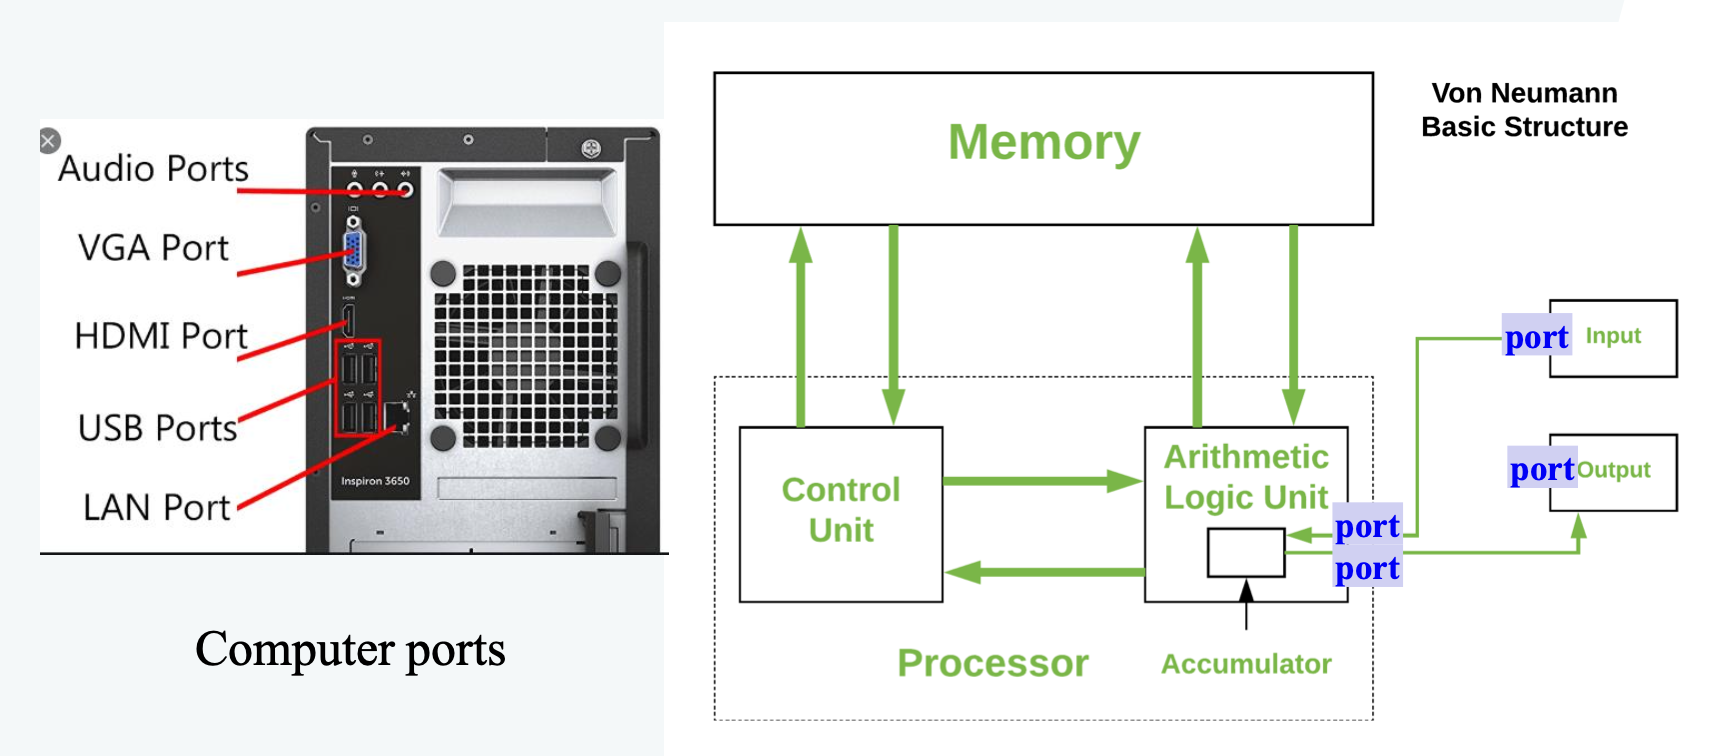 Audio Ports
VGA Port
HDMI
HDMI Port
USB Ports
LAN Port
Inspiron 3650
Computer ports
Von Neumann
Basic Structure
Memory
port Input
port Output
Control
Unit
Arithmetic
Logic Unit
port
port
Processor
Accumulator